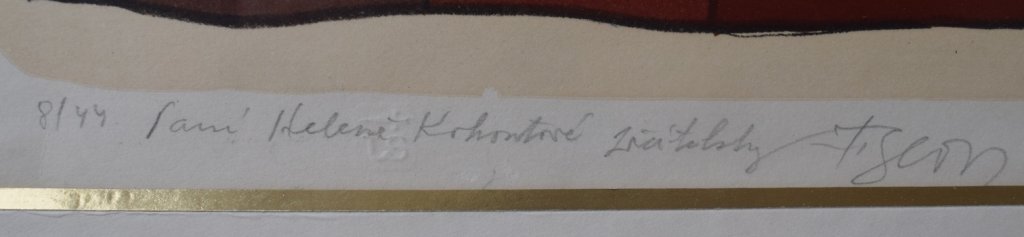 8/44 Paní Heleně Kohoutové přátelsky